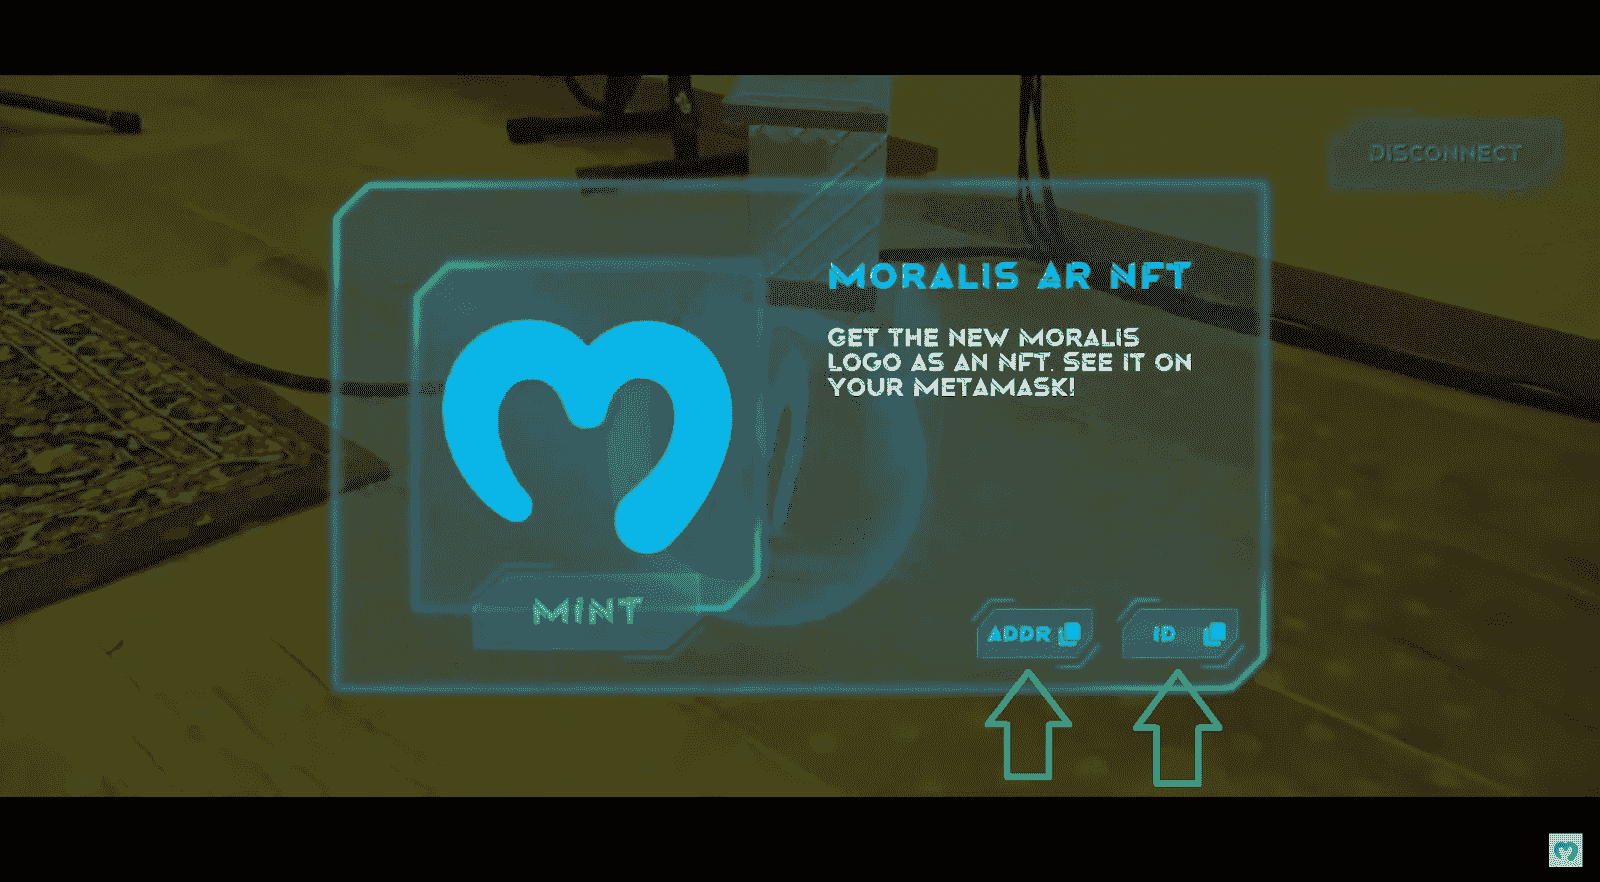 DISCONNECT
MORALIS AR NFT
GET THE NEW MORALIS
LOGO AS AN NFT. SEE IT ON
YOUR METAMASK!
MINT
ADDR
ID